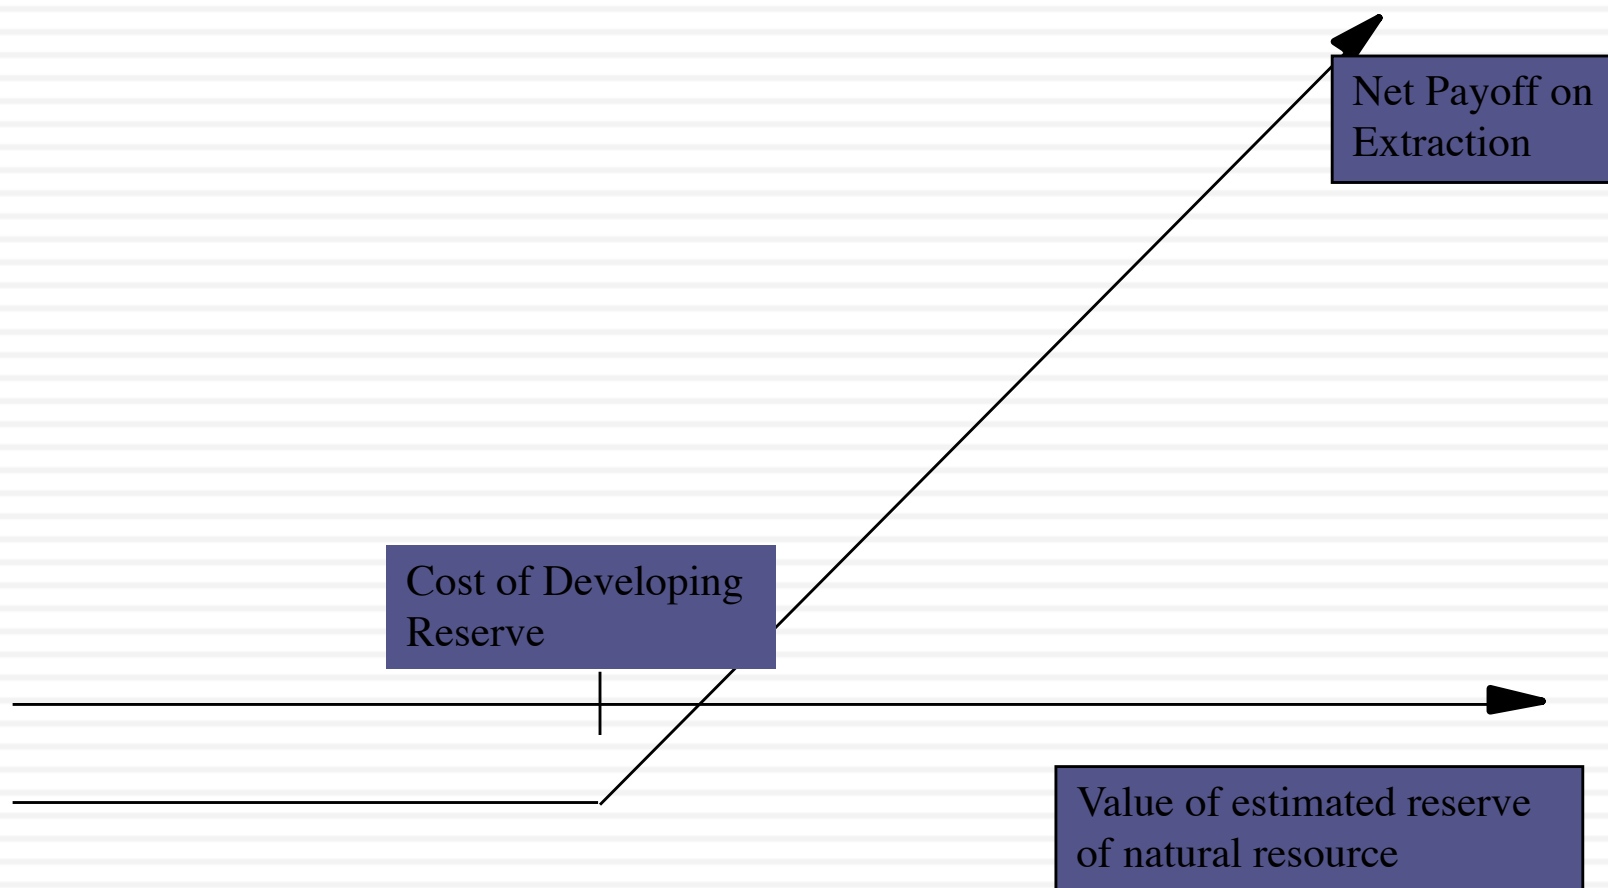 Net Payoff on
Extraction
Cost of Developing
Reserve
Value of estimated reserve
of natural resource